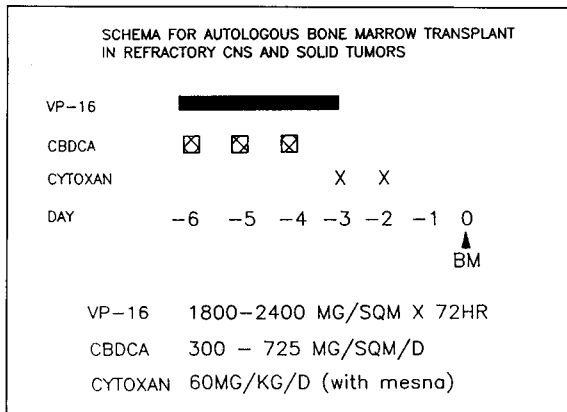 SCHEMA FOR AUTOLOGOUS BONE MARROW TRANSPLANT
IN REFRACTORY CNS AND SOLID TUMORS
VP-16
CBDCA
CYTOXAN X X
DAY -6 -5 -4 -3 -2 -1 0
BM
VP-16 1800-2400 MG/SQM X 72HR
CBDCA 300 - 725 MG/SQM/D
CYTOXAN 60MG/KG/D (with mesna)